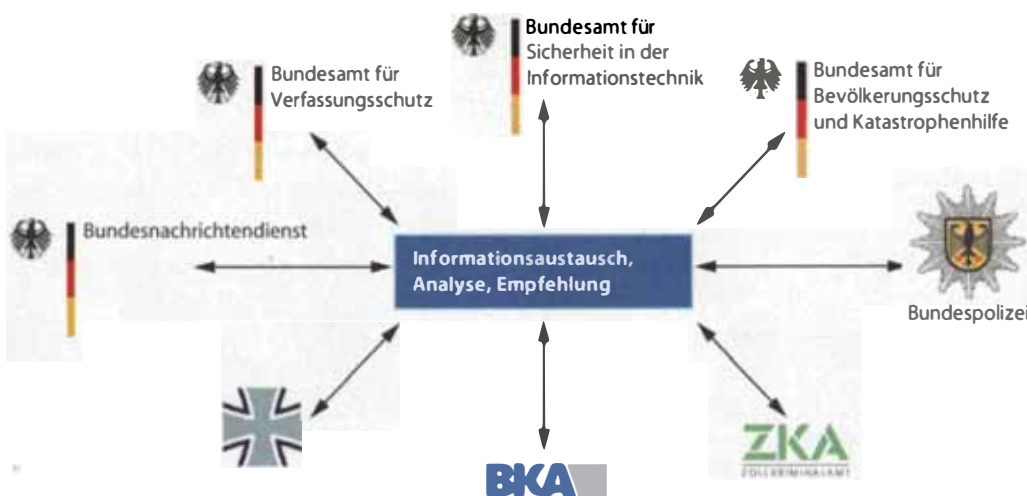 Bundesamt für
Sicherheit in der
Informationstechnik
Bundesamt für
Verfassungsschutz
Bundesamt für
Bevölkerungsschutz
und Katastrophenhilfe
Bundesnachrichtendienst
Informationsaustausch,
Analyse, Empfehlung
Bundespolizei
BKA
ZKA
ZOLLKRIMINALAMT